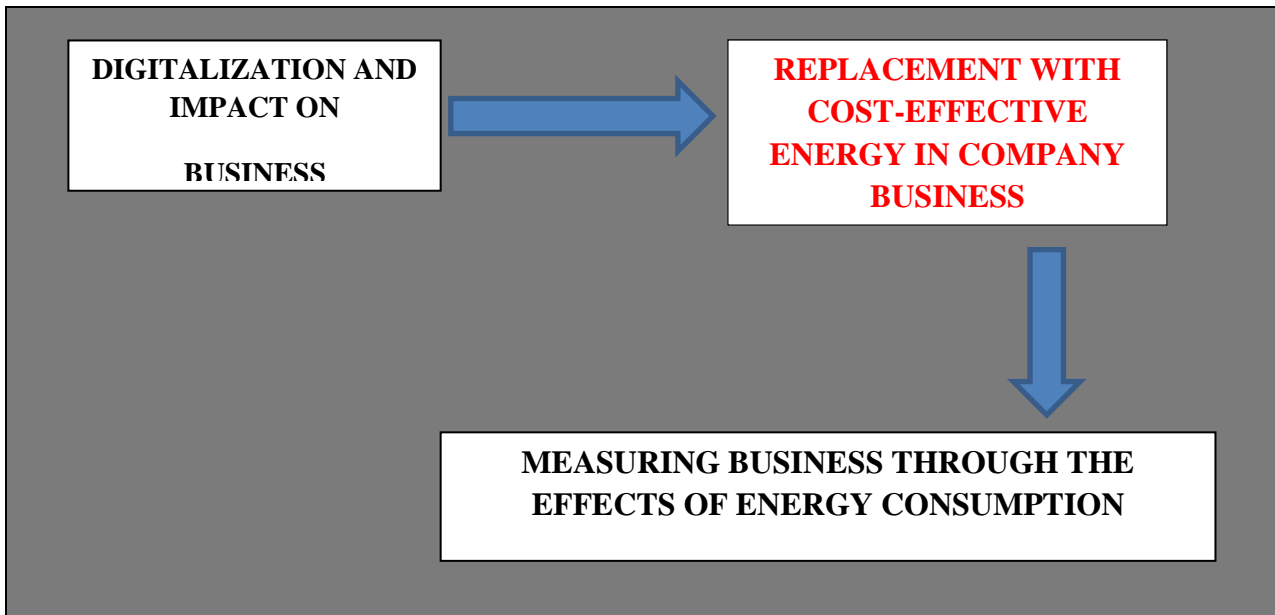 DIGITALIZATION AND
IMPACT ON
BUSINESS
REPLACEMENT WITH
COST-EFFECTIVE
ENERGY IN COMPANY
BUSINESS
MEASURING BUSINESS THROUGH THE
EFFECTS OF ENERGY CONSUMPTION